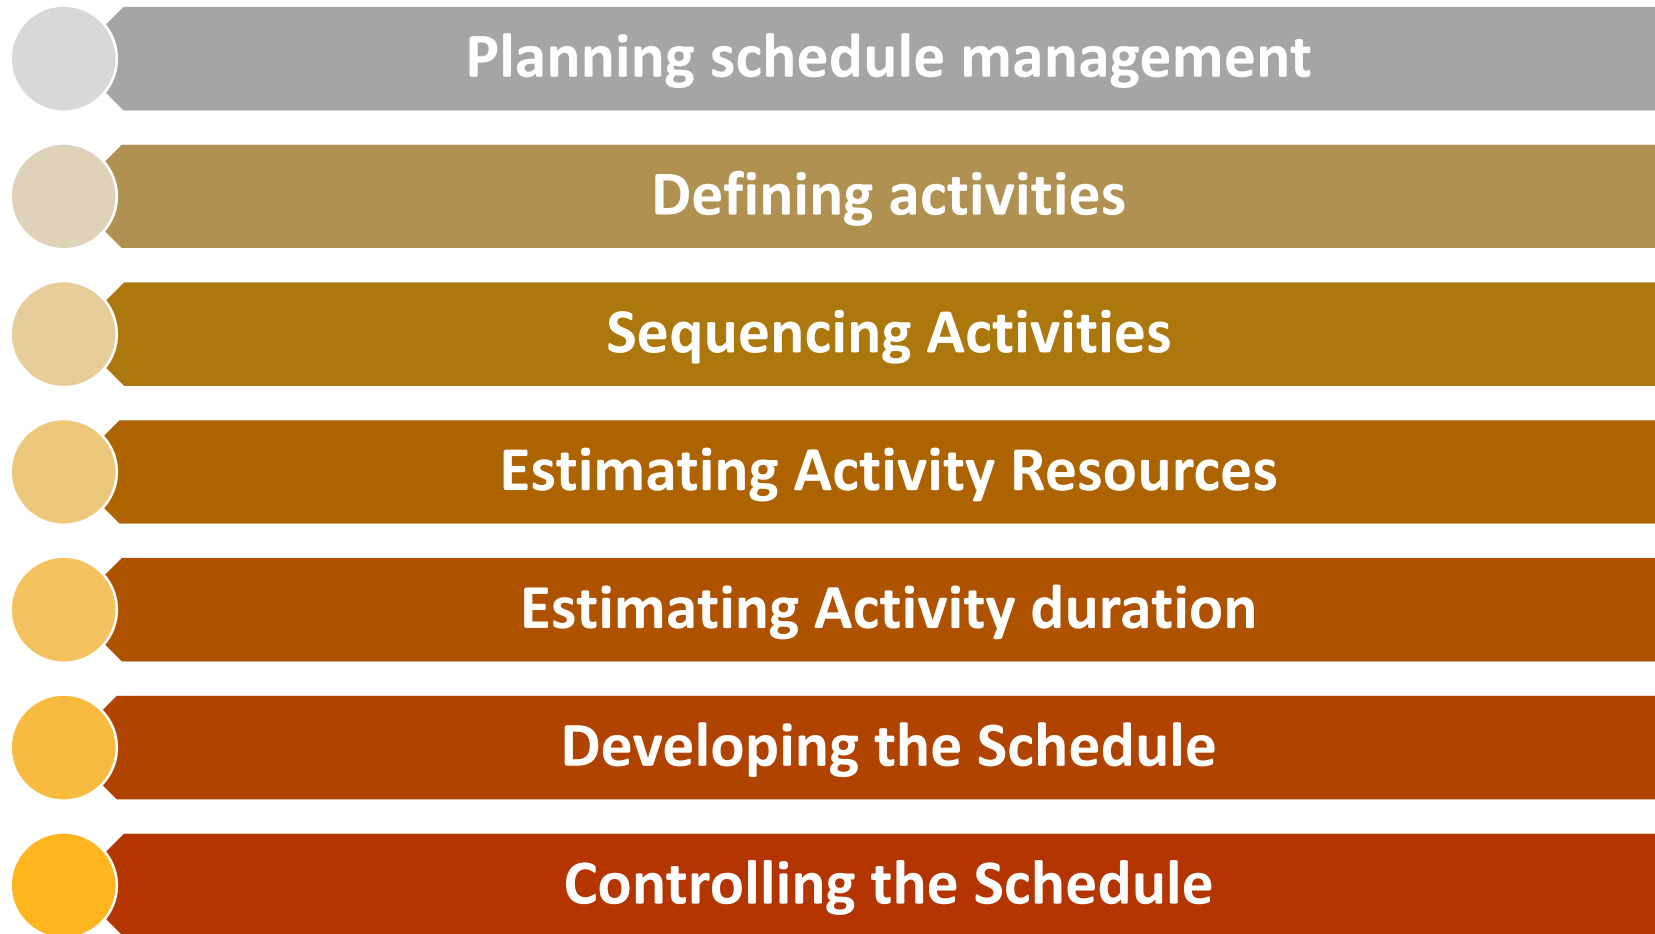 Planning schedule management
Defining activities
Sequencing Activities
Estimating Activity Resources
Estimating Activity duration
Developing the Schedule
Controlling the Schedule